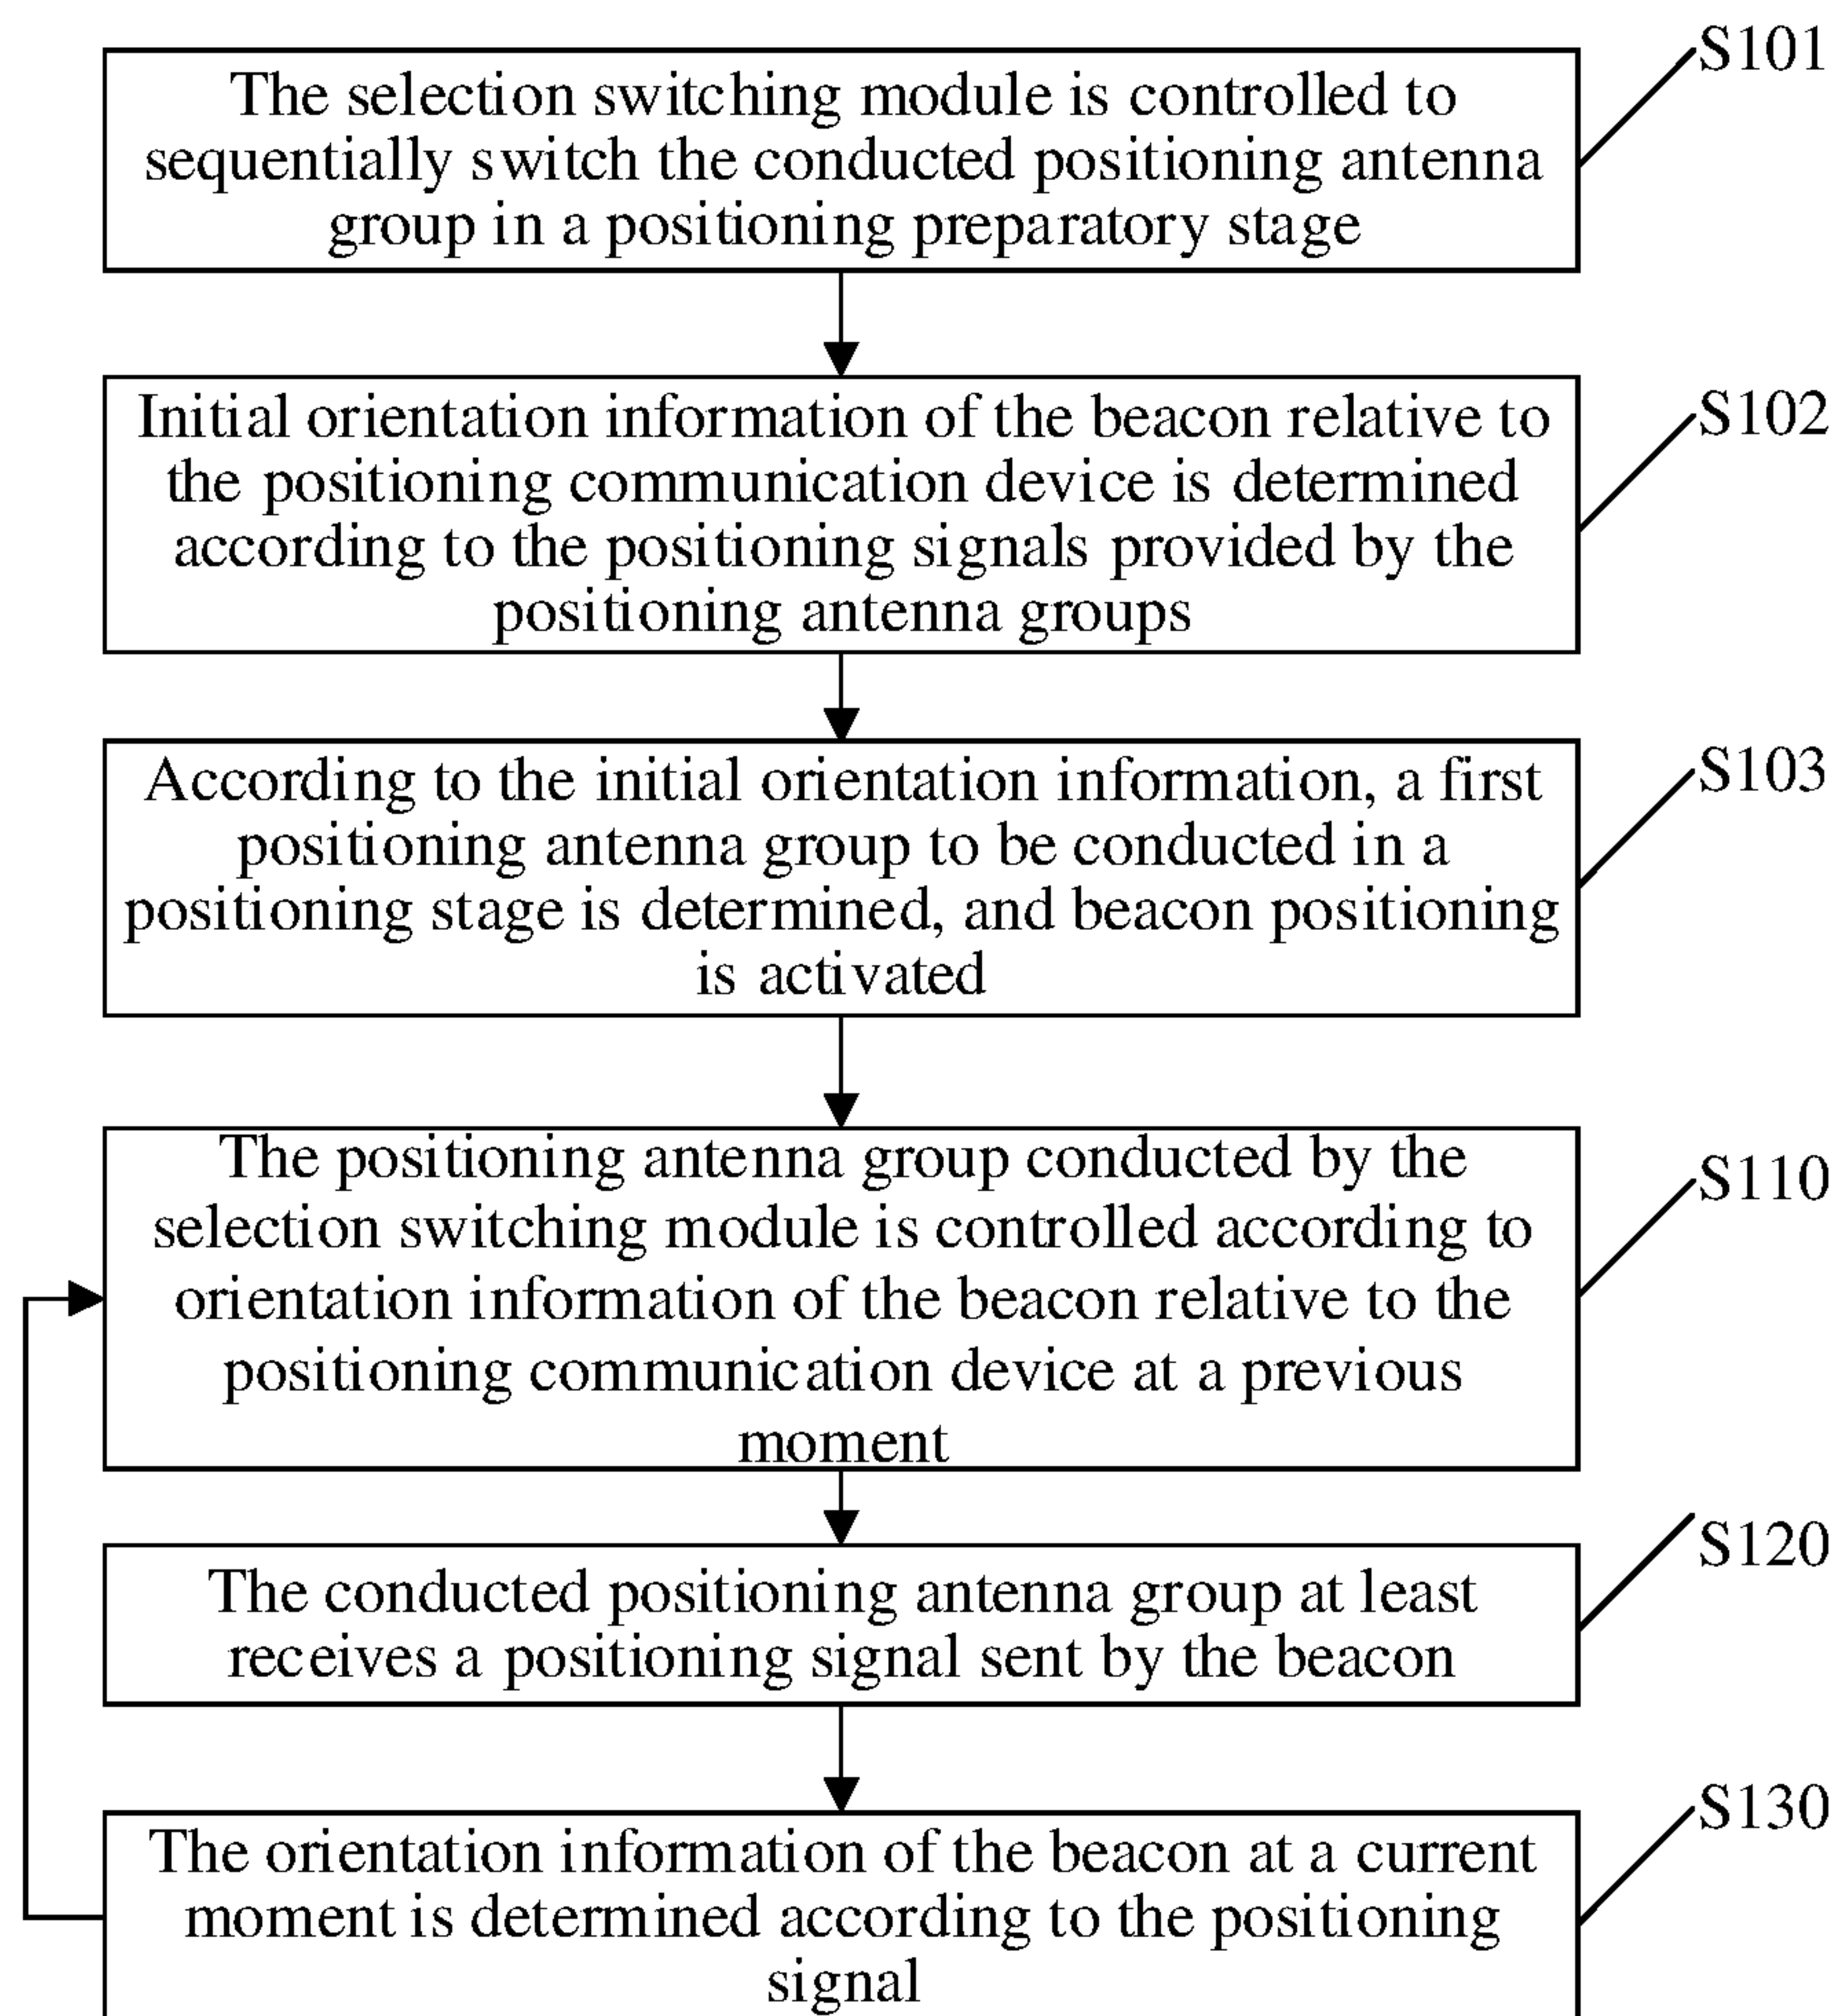 S101
The selection switching module is controlled to
sequentially switch the conducted positioning antenna
group in a positioning preparatory stage
S102
Initial orientation information of the beacon relative to
the positioning communication device is determined
according to the positioning signals provided by the
positioning antenna groups
S103
According to the initial orientation information, a first
positioning antenna group to be conducted in a
positioning stage is determined, and beacon positioning
is activated
S110
The positioning antenna group conducted by the
selection switching module is controlled according to
orientation information of the beacon relative to the
positioning communication device at a previous
moment
S120
The conducted positioning antenna group at least
receives a positioning signal sent by the beacon
S130
The orientation information of the beacon at a current
moment is determined according to the positioning
signal